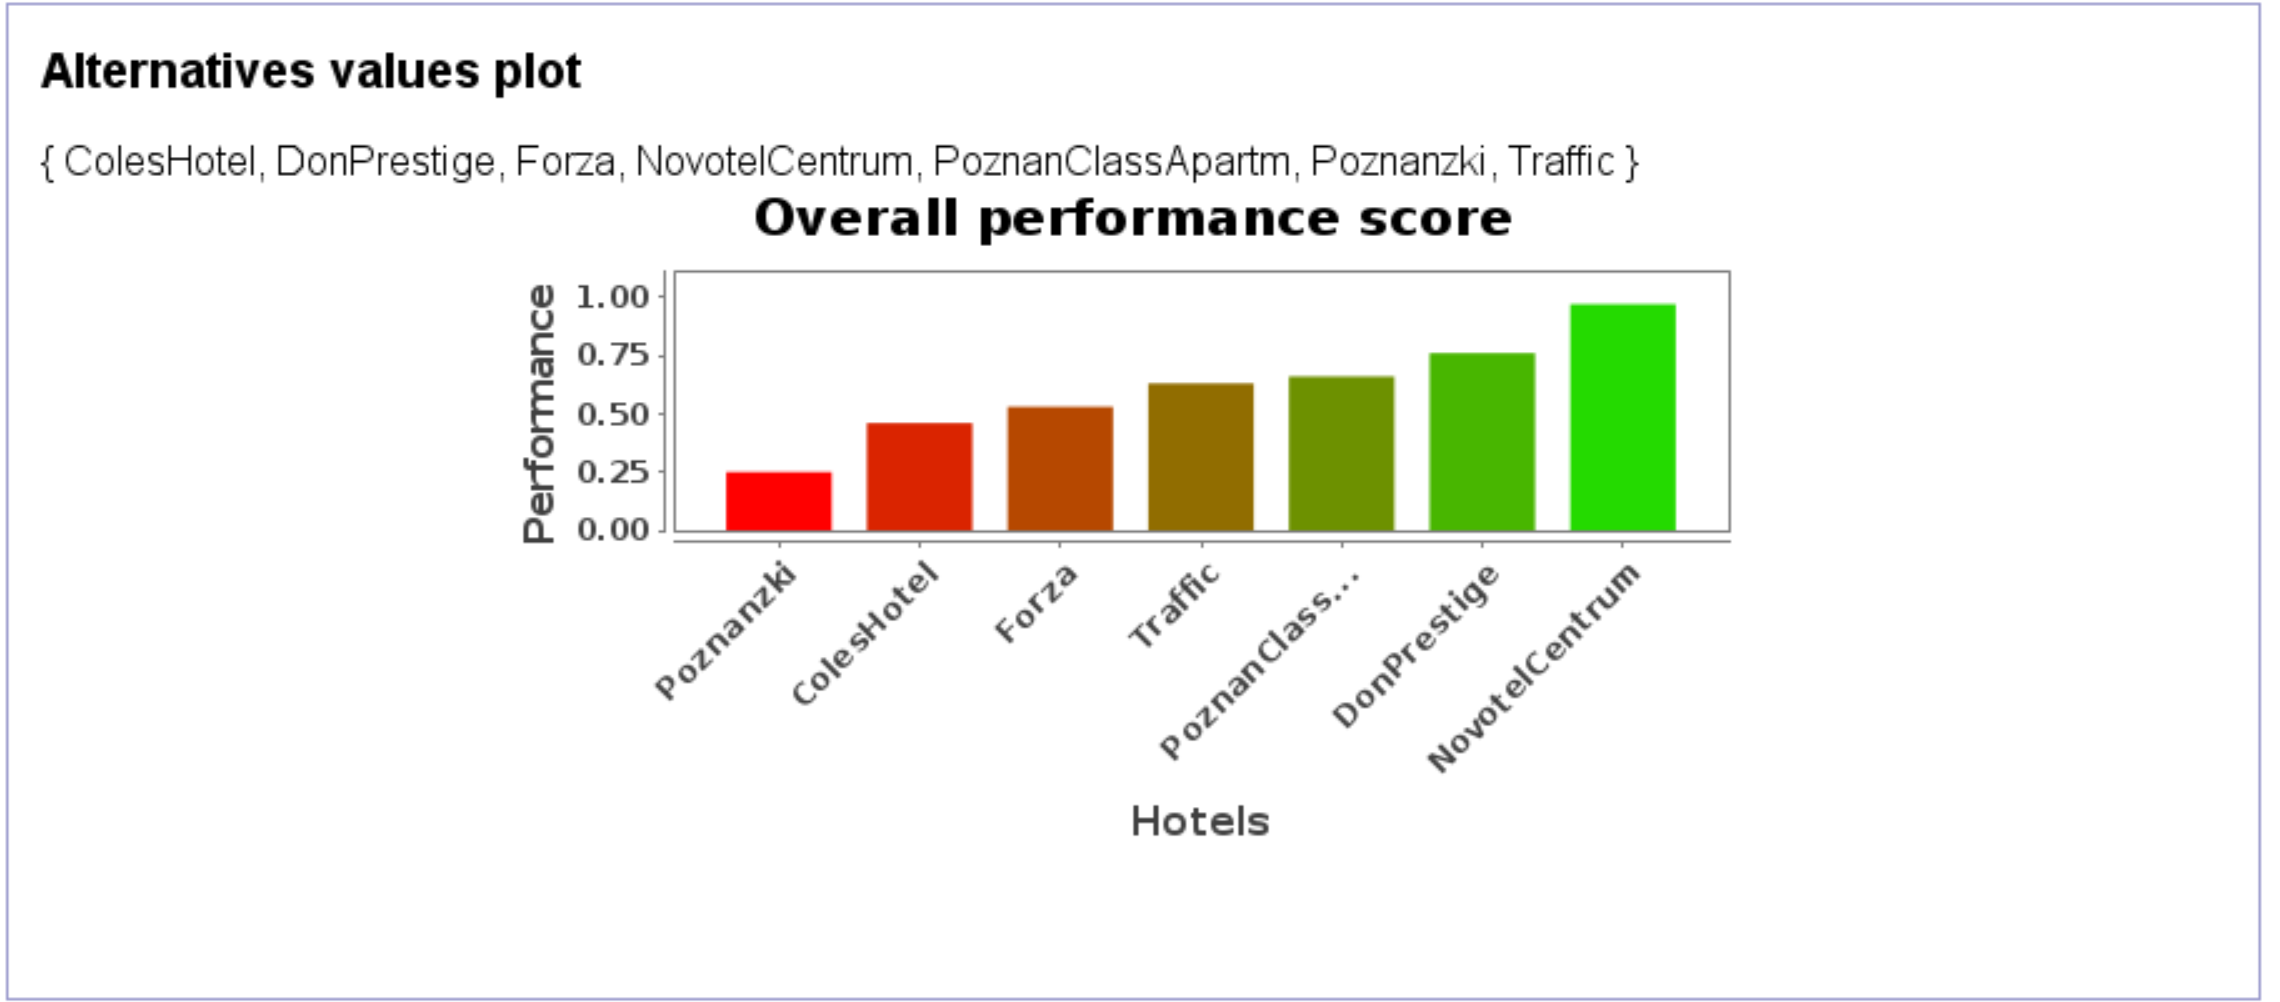 Alternatives values plot
{ ColesHotel, DonPrestige, Forza, NovotelCentrum, PoznanClassApartm, Poznanzki, Traffic }
Overall performance score
Performance
1.00
0.75
0.50
0.25
0.00
Poznanzki
ColesHotel
Forza
Traffic
PoznanClass...
DonPrestige
NovotelCentrum
Hotels